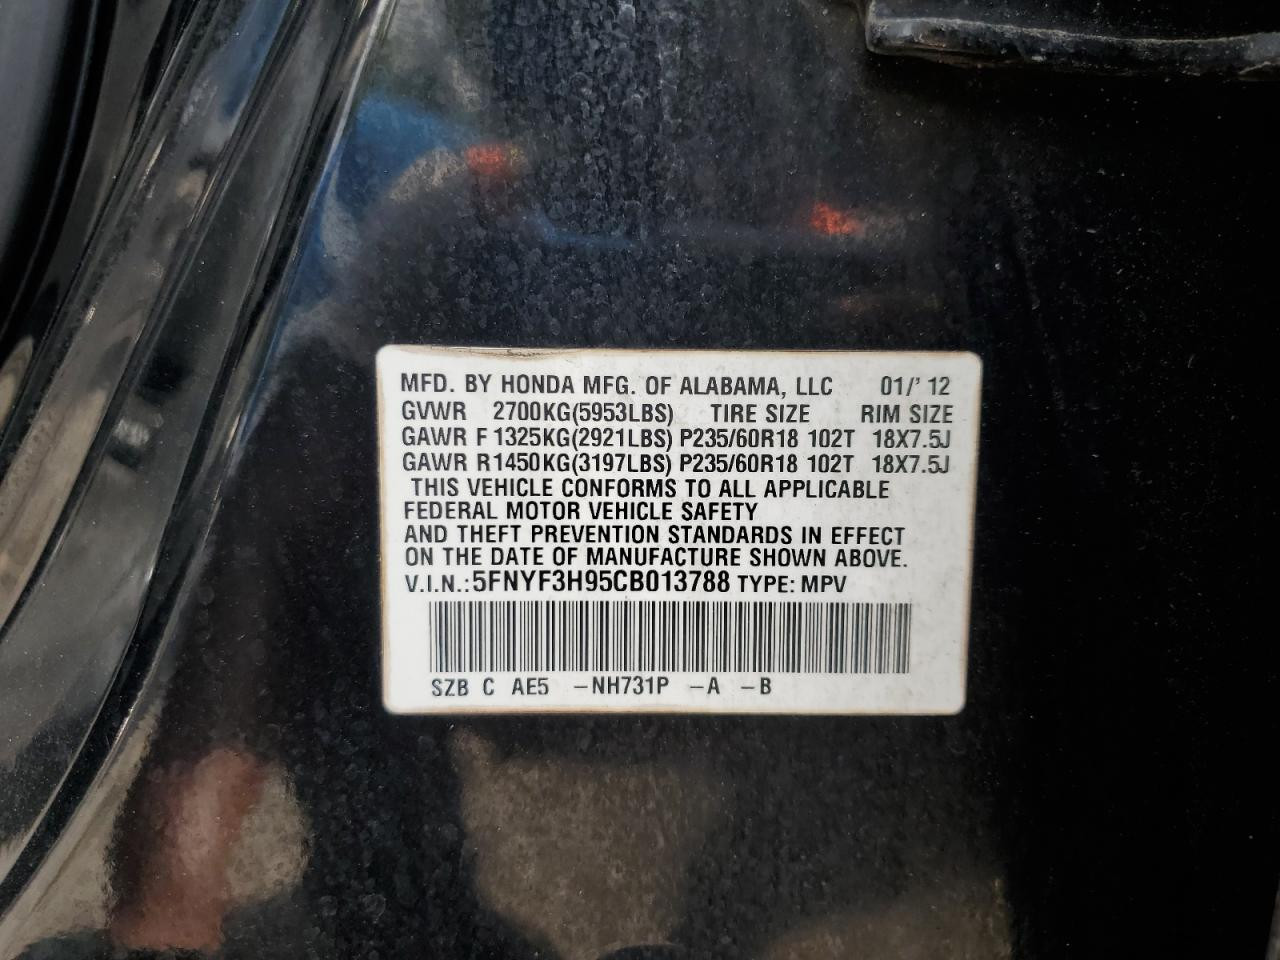 MFD. BY HONDA MFG. OF ALABAMA, LLC 01/'12
GVWR 2700KG(5953LBS) TIRE SIZE RIM SIZE
GAWR F 1325KG(2921LBS) P235/60R18 102T 18X7.5J
GAWR R1450KG(3197LBS) P235/60R18 102T 18X7.5J
THIS VEHICLE CONFORMS TO ALL APPLICABLE
FEDERAL MOTOR VEHICLE SAFETY
AND THEFT PREVENTION STANDARDS IN EFFECT
ON THE DATE OF MANUFACTURE SHOWN ABOVE.
V.I.N.:5FNYF3H95CB013788 TYPE: MPV
SZB C AE5 -NH731P -A -B